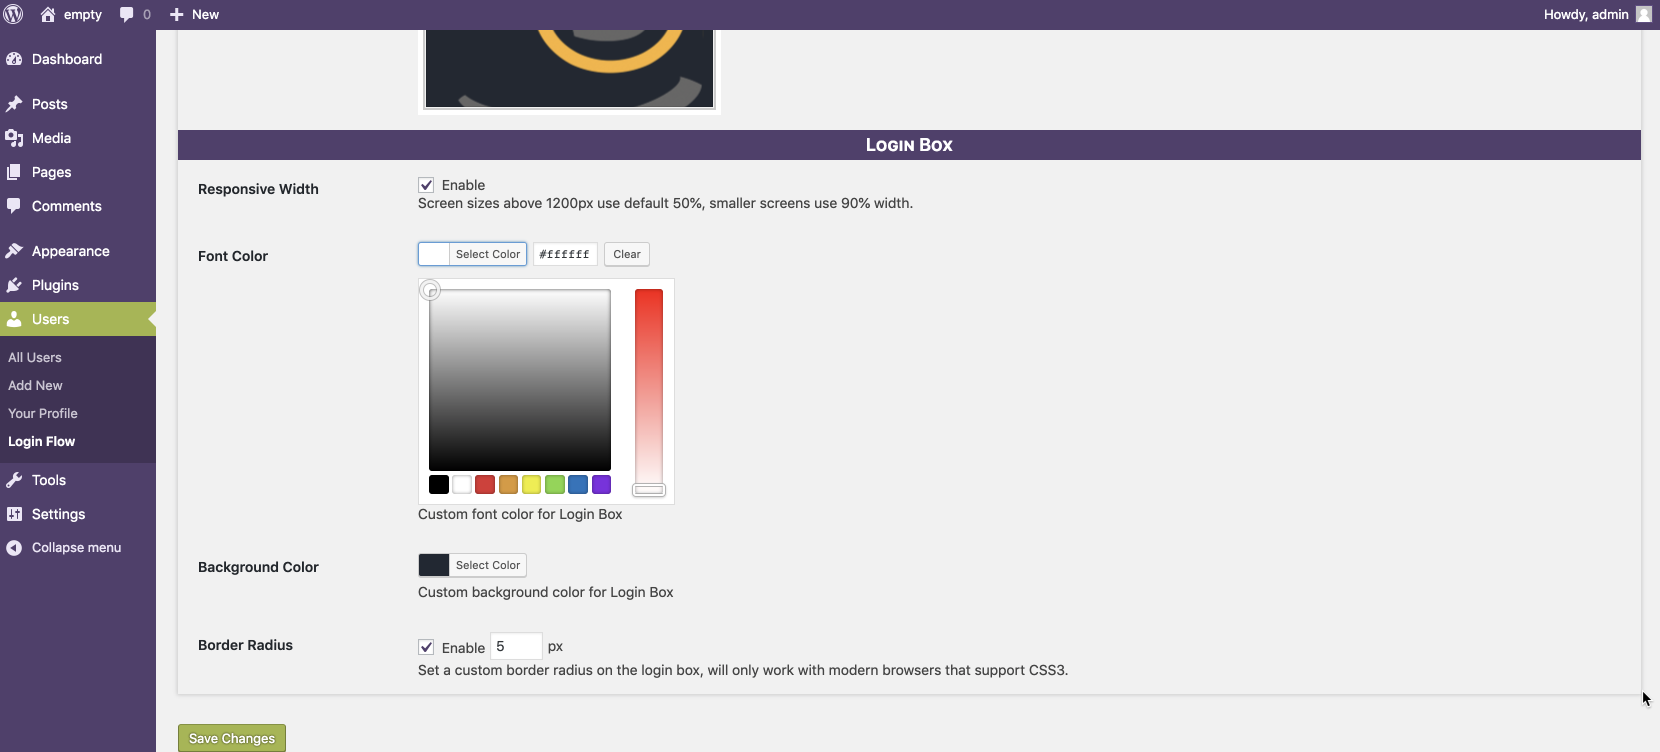 empty 0 New Howdy, admin
Dashboard
Posts
Media
Pages
Comments
Appearance
Plugins
Users
All Users
Add New
Your Profile
Login Flow
Tools
Settings
Collapse menu
Login Box
Responsive Width
Enable
Screen sizes above 1200px use default 50%, smaller screens use 90% width.
Font Color
Select Color #ffffff Clear
Custom font color for Login Box
Background Color
Select Color
Custom background color for Login Box
Border Radius
Enable 5 px
Set a custom border radius on the login box, will only work with modern browsers that support CSS3.
Save Changes